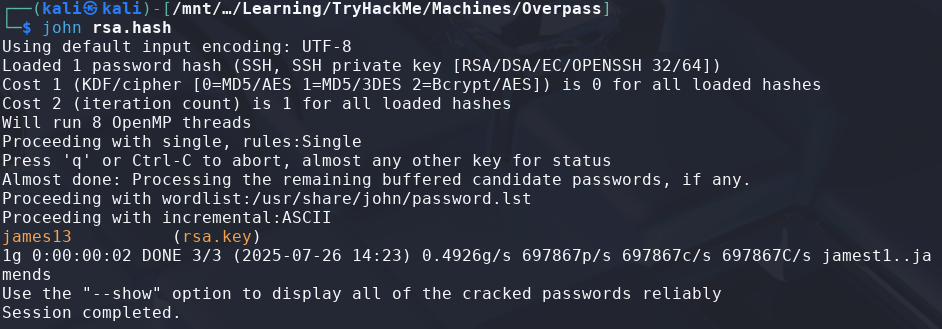 ┌──(kali㉿kali)-[/mnt/…/Learning/TryHackMe/Machines/Overpass]
└─$ john rsa.hash
Using default input encoding: UTF-8
Loaded 1 password hash (SSH, SSH private key [RSA/DSA/EC/OPENSSH 32/64])
Cost 1 (KDF/cipher [0=MD5/AES 1=MD5/3DES 2=Bcrypt/AES]) is 0 for all loaded hashes
Cost 2 (iteration count) is 1 for all loaded hashes
Will run 8 OpenMP threads
Proceeding with single, rules:Single
Press 'q' or Ctrl-C to abort, almost any other key for status
Almost done: Processing the remaining buffered candidate passwords, if any.
Proceeding with wordlist:/usr/share/john/password.lst
Proceeding with incremental:ASCII
james13          (rsa.key)
1g 0:00:00:02 DONE 3/3 (2025-07-26 14:23) 0.4926g/s 697867p/s 697867c/s 697867C/s jamest1..ja
mends
Use the "--show" option to display all of the cracked passwords reliably
Session completed.